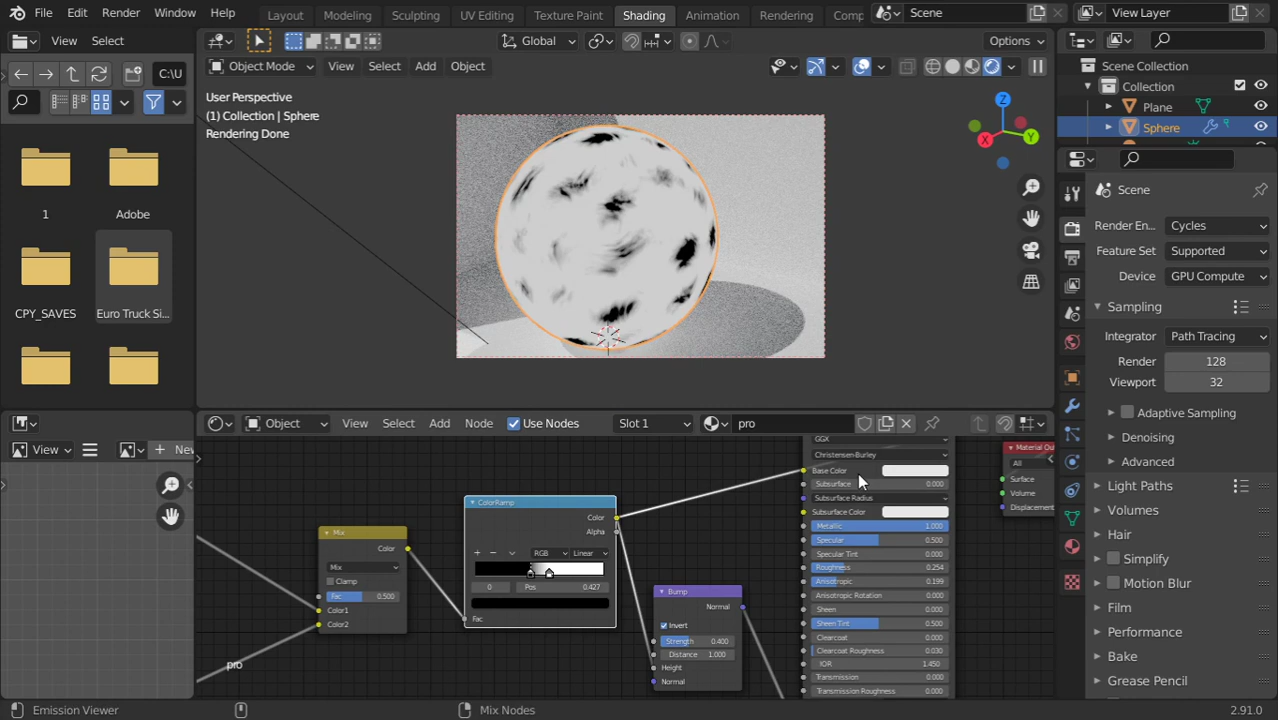 File Edit Render Window Help Layout Modeling Sculpting UV Editing Texture Paint Shading Animation Rendering Comp Scene View Layer
View Select Global Options
C:\U Object Mode View Select Add Object
User Perspective
(1) Collection | Sphere
Rendering Done
Z
Y
X
1 Adobe
CPY_SAVES Euro Truck Si...
Scene Collection
Collection
Plane
Sphere
Scene
Render En... Cycles
Feature Set Supported
Device GPU Compute
Sampling
Integrator Path Tracing
Render 128
Viewport 32
Adaptive Sampling
Denoising
Advanced
Light Paths
Volumes
Hair
Simplify
Motion Blur
Film
Performance
Bake
Grease Pencil
View New
Object View Select Add Node Use Nodes Slot 1 pro
Mix
Color
Mix
Clamp
Fac 0.500
Color1
Color2
ColorRamp
Color
Alpha
RGB Linear
0 Pos 0.427
Fac
Bump
Normal
Invert
Strength 0.400
Distance 1.000
Height
Normal
GGX
Christensen-Burley
Base Color
Subsurface 0.000
Subsurface Radius
Subsurface Color
Metallic 1.000
Specular 0.500
Specular Tint 0.000
Roughness 0.254
Anisotropic 0.199
Anisotropic Rotation 0.000
Sheen 0.000
Sheen Tint 0.500
Clearcoat 0.000
Clearcoat Roughness 0.030
IOR 1.450
Transmission 0.000
Transmission Roughness 0.000
Material Ou
All
Surface
Volume
Displacement
pro
Emission Viewer Mix Nodes 2.91.0